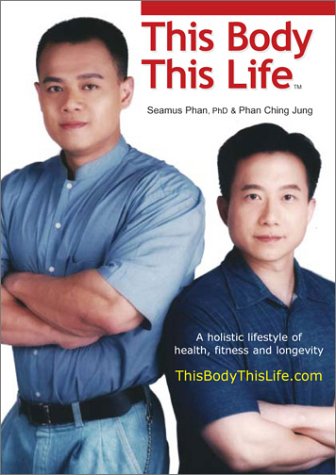 This Body
This Life™
Seamus Phan, PhD & Phan Ching Jung
A holistic lifestyle of
health, fitness and longevity
ThisBodyThisLife.com